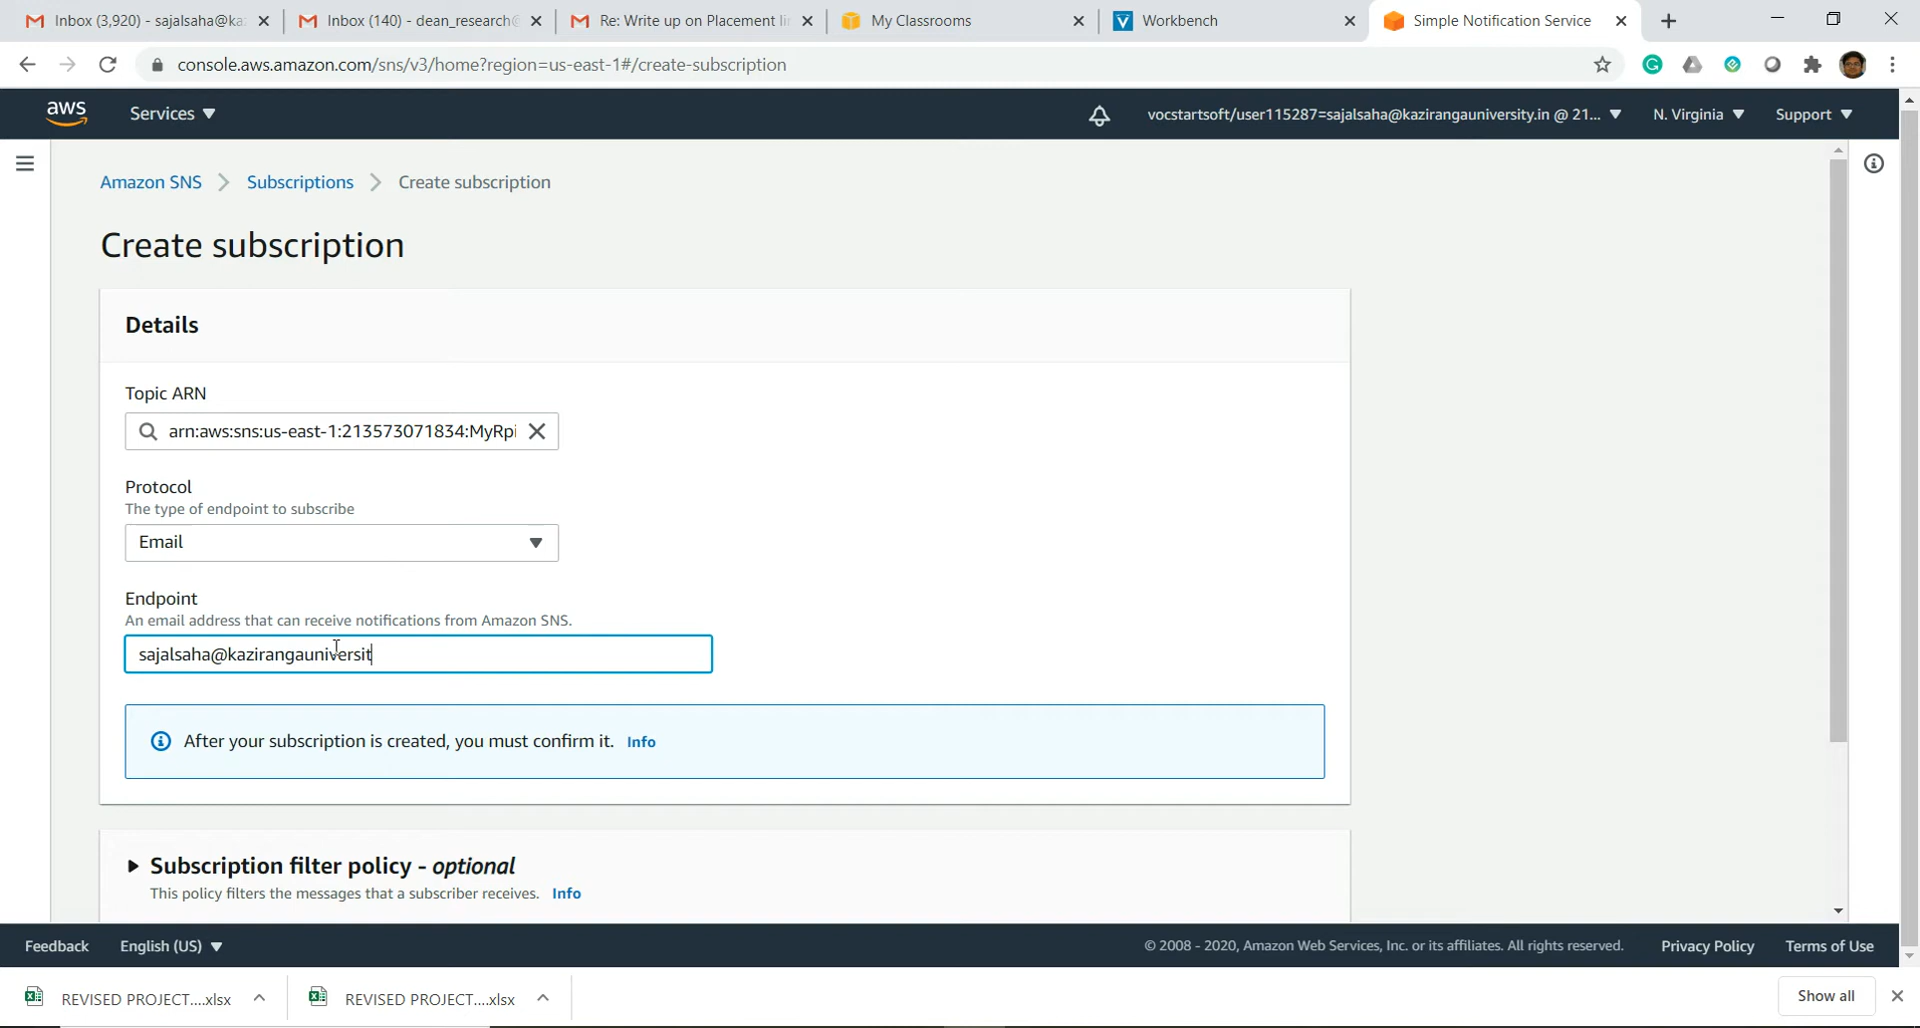 Inbox (3,920) - sajalsaha@ka
Inbox (140) - dean_research@
Re: Write up on Placement li
My Classrooms
Workbench
Simple Notification Service
console.aws.amazon.com/sns/v3/home?region=us-east-1#/create-subscription
aws
Services
vocstartsoft/user115287=sajalsaha@kazirangauniversity.in @ 21...
N. Virginia
Support
Amazon SNS
Subscriptions
Create subscription
Create subscription
Details
Topic ARN
arn:aws:sns:us-east-1:213573071834:MyRpi
Protocol
The type of endpoint to subscribe
Email
Endpoint
An email address that can receive notifications from Amazon SNS.
sajalsaha@kazirangauniversit
After your subscription is created, you must confirm it. Info
Subscription filter policy - optional
This policy filters the messages that a subscriber receives. Info
Feedback
English (US)
© 2008 - 2020, Amazon Web Services, Inc. or its affiliates. All rights reserved.
Privacy Policy
Terms of Use
REVISED PROJECT....xlsx
REVISED PROJECT....xlsx
Show all